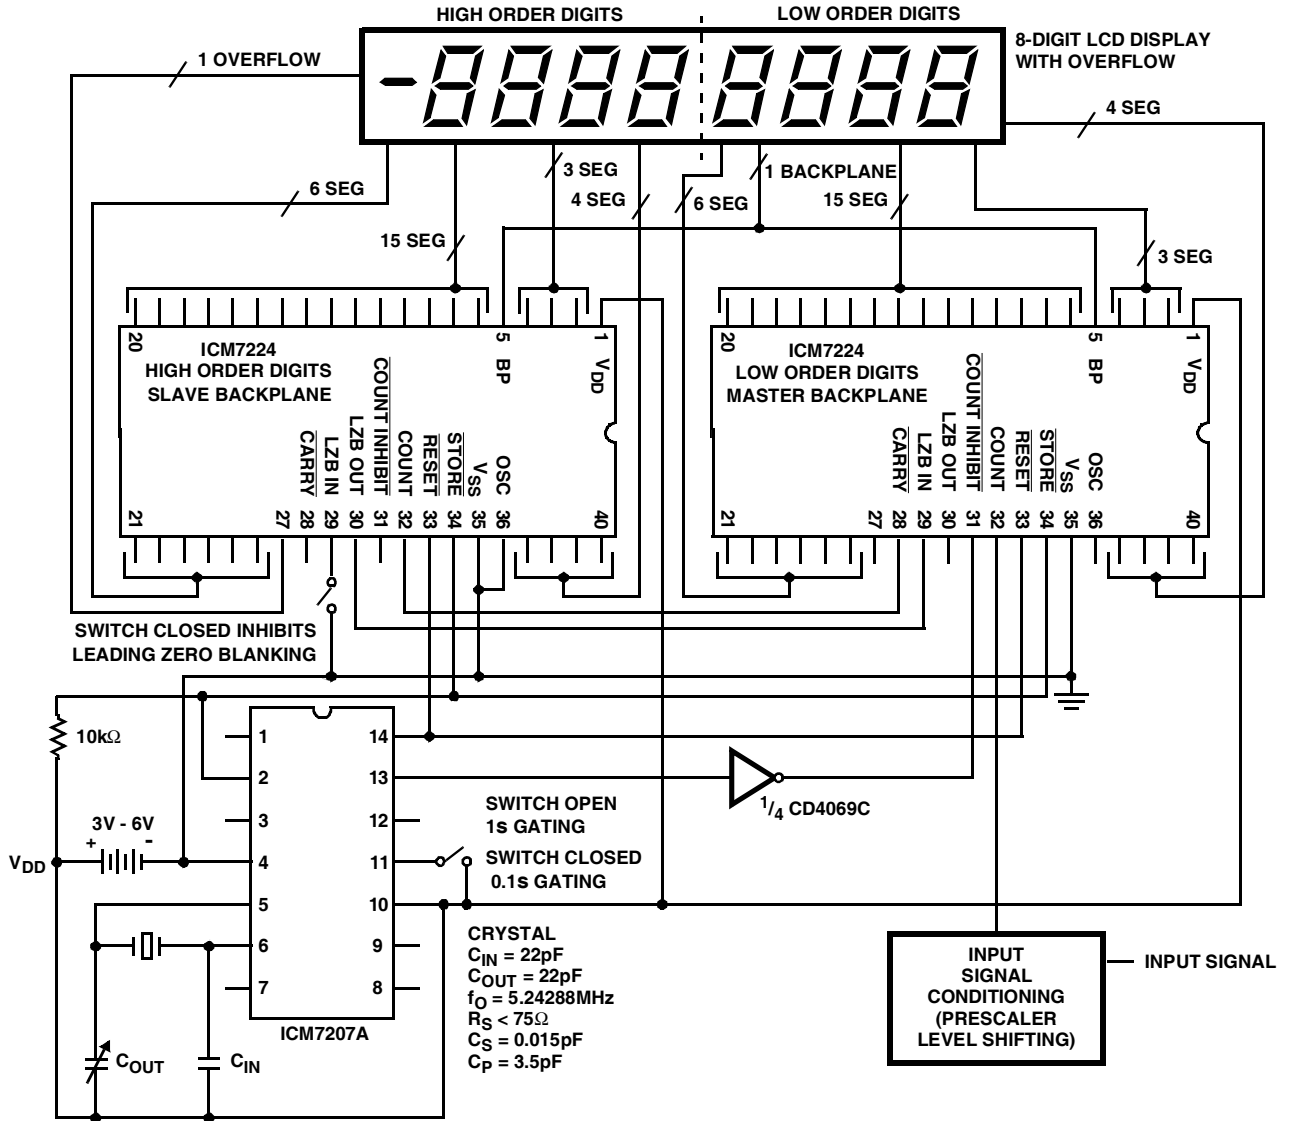 HIGH ORDER DIGITS
LOW ORDER DIGITS
8-DIGIT LCD DISPLAY
WITH OVERFLOW
1 OVERFLOW
-8888 8888
4 SEG
3 SEG
1 BACKPLANE
6 SEG
4 SEG
6 SEG
15 SEG
15 SEG
3 SEG
20
5
1
ICM7224
HIGH ORDER DIGITS
SLAVE BACKPLANE
BP
VDD
CARRY
LZB IN
LZB OUT
COUNT INHIBIT
COUNT
RESET
STORE
VSS
OSC
21
27
28
29
30
31
32
33
34
35
36
40
20
5
1
ICM7224
LOW ORDER DIGITS
MASTER BACKPLANE
BP
VDD
CARRY
LZB IN
LZB OUT
COUNT INHIBIT
COUNT
RESET
STORE
VSS
OSC
21
27
28
29
30
31
32
33
34
35
36
40
SWITCH CLOSED INHIBITS
LEADING ZERO BLANKING
10kΩ
1
14
2
13
3
12
4
11
5
10
6
9
7
8
ICM7207A
3V - 6V
+ -
VDD
1/4 CD4069C
SWITCH OPEN
1s GATING
SWITCH CLOSED
0.1s GATING
CRYSTAL
CIN = 22pF
COUT = 22pF
fO = 5.24288MHz
RS < 75Ω
CS = 0.015pF
CP = 3.5pF
COUT
CIN
INPUT
SIGNAL
CONDITIONING
(PRESCALER
LEVEL SHIFTING)
INPUT SIGNAL